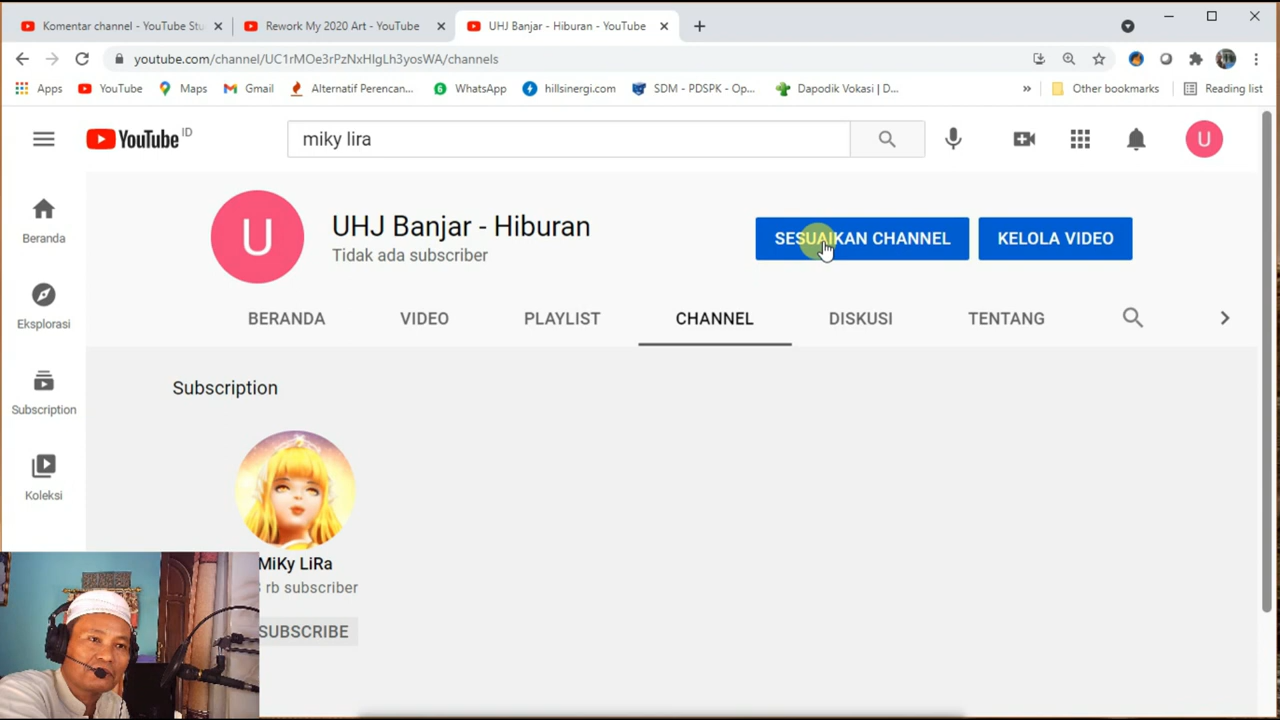 Komentar channel - YouTube Stu
Rework My 2020 Art - YouTube
UHJ Banjar - Hiburan - YouTube
youtube.com/channel/UC1rMOe3rPzNxHIgLh3yosWA/channels
Apps
YouTube
Maps
Gmail
Alternatif Perencan...
WhatsApp
hillsinergi.com
SDM - PDSPK - Op...
Dapodik Vokasi | D...
»
Other bookmarks
Reading list
YouTube ID
miky lira
U
Beranda
Eksplorasi
Subscription
Koleksi
U
UHJ Banjar - Hiburan
Tidak ada subscriber
SESUAIKAN CHANNEL
KELOLA VIDEO
BERANDA
VIDEO
PLAYLIST
CHANNEL
DISKUSI
TENTANG
Subscription
MiKy LiRa
rb subscriber
SUBSCRIBE